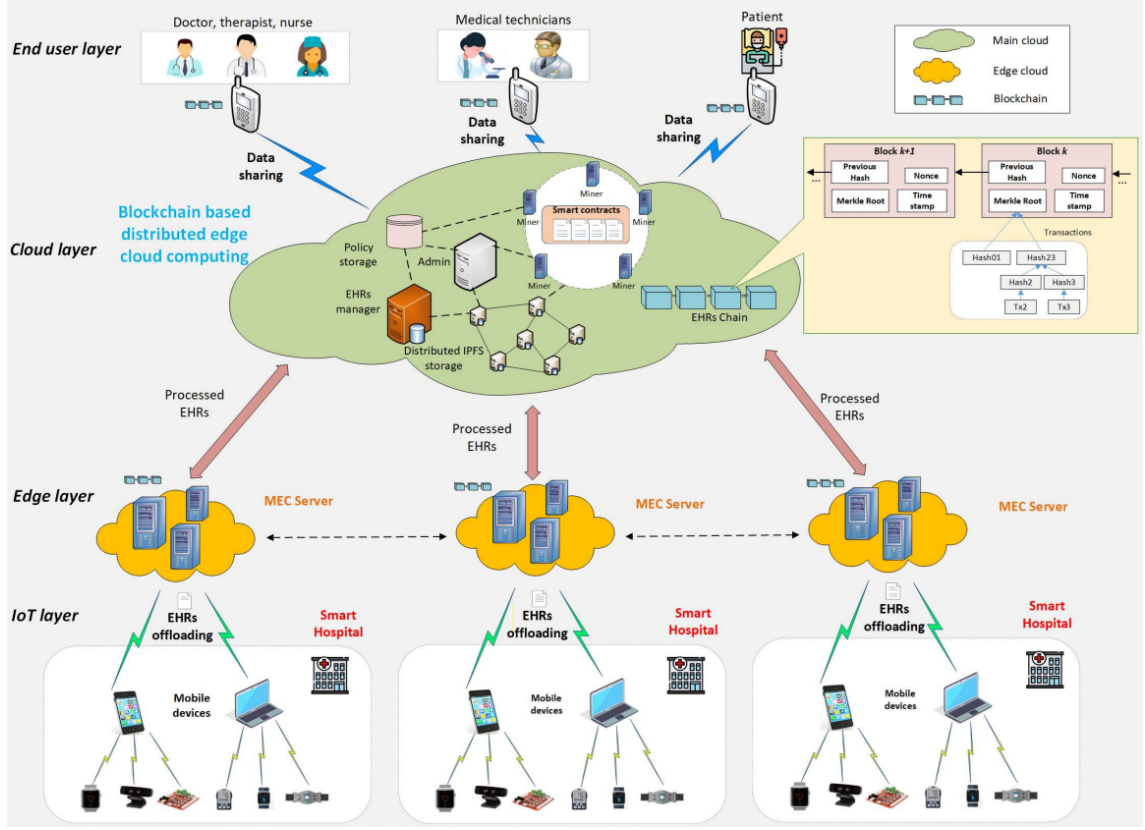 Doctor, therapist, nurse
Medical technicians
Patient
End user layer
Main cloud
Edge cloud
Blockchain
Data
sharing
Data
sharing
Data
sharing
Block k+1
Block k
Previous
Hash
Nonce
Previous
Hash
Nonce
...
...
Merkle Root
Time
stamp
Merkle Root
Time
stamp
Transactions
Hash01
Hash23
Hash2
Hash3
Tx2
Tx3
Blockchain based
distributed edge
cloud computing
Cloud layer
Miner
Miner
Miner
Smart contracts
Miner
Miner
Policy
storage
Admin
EHRs
manager
Distributed IPFS
storage
EHRs Chain
Processed
EHRs
Processed
EHRs
Processed
EHRs
Edge layer
MEC Server
MEC Server
MEC Server
IoT layer
EHRs
offloading
Smart
Hospital
EHRs
offloading
Smart
Hospital
EHRs
offloading
Smart
Hospital
Mobile
devices
Mobile
devices
Mobile
devices